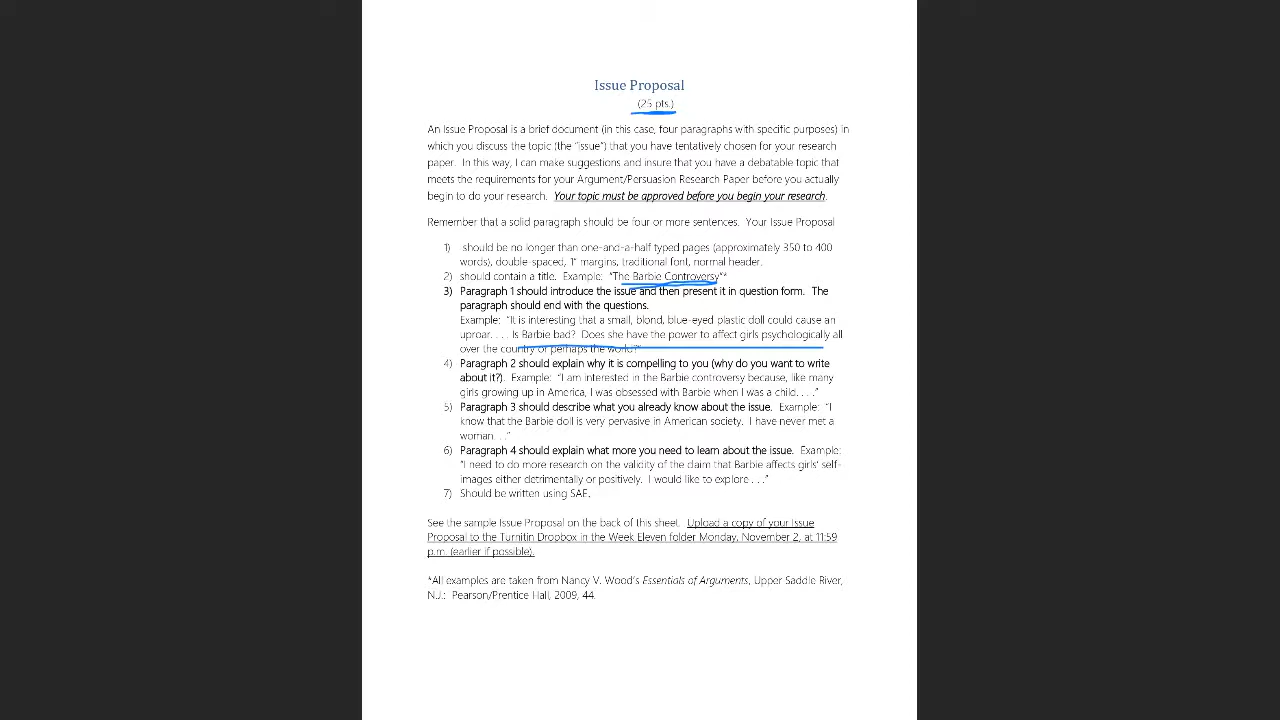 Issue Proposal
(25 pts.)
An Issue Proposal is a brief document (in this case, four paragraphs with specific purposes) in
which you discuss the topic (the "issue") that you have tentatively chosen for your research
paper. In this way, I can make suggestions and insure that you have a debatable topic that
meets the requirements for your Argument/Persuasion Research Paper before you actually
begin to do your research. Your topic must be approved before you begin your research.
Remember that a solid paragraph should be four or more sentences. Your Issue Proposal
1) should be no longer than one-and-a-half typed pages (approximately 350 to 400
words), double-spaced, 1" margins, traditional font, normal header.
2) should contain a title. Example: "The Barbie Controversy"*
3) Paragraph 1 should introduce the issue and then present it in question form. The
paragraph should end with the questions.
Example: "It is interesting that a small, blond, blue-eyed plastic doll could cause an
uproar. . . . Is Barbie bad? Does she have the power to affect girls psychologically all
over the country or perhaps the world?"
4) Paragraph 2 should explain why it is compelling to you (why do you want to write
about it?). Example: "I am interested in the Barbie controversy because, like many
girls growing up in America, I was obsessed with Barbie when I was a child. . . ."
5) Paragraph 3 should describe what you already know about the issue. Example: "I
know that the Barbie doll is very pervasive in American society. I have never met a
woman. . ."
6) Paragraph 4 should explain what more you need to learn about the issue. Example:
"I need to do more research on the validity of the claim that Barbie affects girls' self-
images either detrimentally or positively. I would like to explore . . ."
7) Should be written using SAE.
See the sample Issue Proposal on the back of this sheet. Upload a copy of your Issue
Proposal to the Turnitin Dropbox in the Week Eleven folder Monday, November 2, at 11:59
p.m. (earlier if possible).
*All examples are taken from Nancy V. Wood's Essentials of Arguments, Upper Saddle River,
N.J.: Pearson/Prentice Hall, 2009, 44.